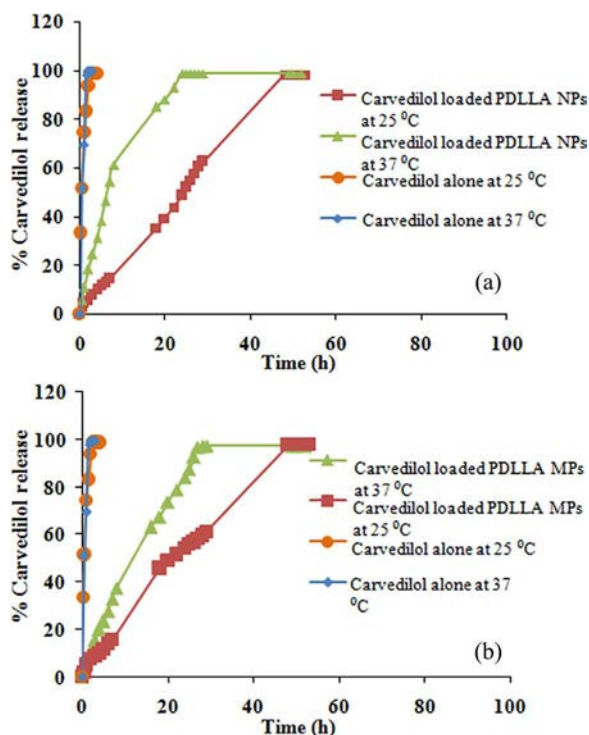 120
100
80
60
40
20
0
% Carvedilol release
Carvedilol loaded PDLLA NPs
at 25 ⁰C
Carvedilol loaded PDLLA NPs
at 37 ⁰C
Carvedilol alone at 25 ⁰C
Carvedilol alone at 37 ⁰C
(a)
0 20 40 60 80 100
Time (h)
120
100
80
60
40
20
0
% Carvedilol release
Carvedilol loaded PDLLA MPs
at 37 ⁰C
Carvedilol loaded PDLLA MPs
at 25 ⁰C
Carvedilol alone at 25 ⁰C
Carvedilol alone at 37
⁰C
(b)
0 20 40 60 80 100
Time (h)